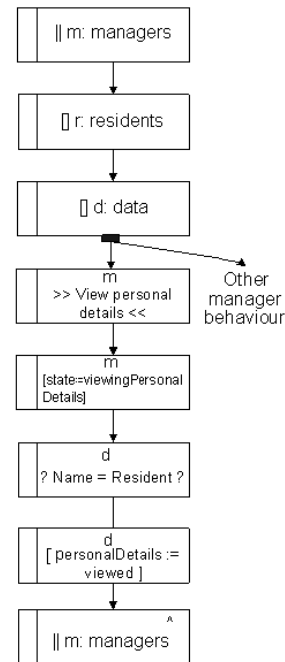 || m: managers
[] r: residents
[] d: data
m
>> View personal
details <<
Other
manager
behaviour
m
[state:=viewingPersonal
Details]
d
? Name = Resident ?
d
[ personalDetails :=
viewed ]
^
|| m: managers